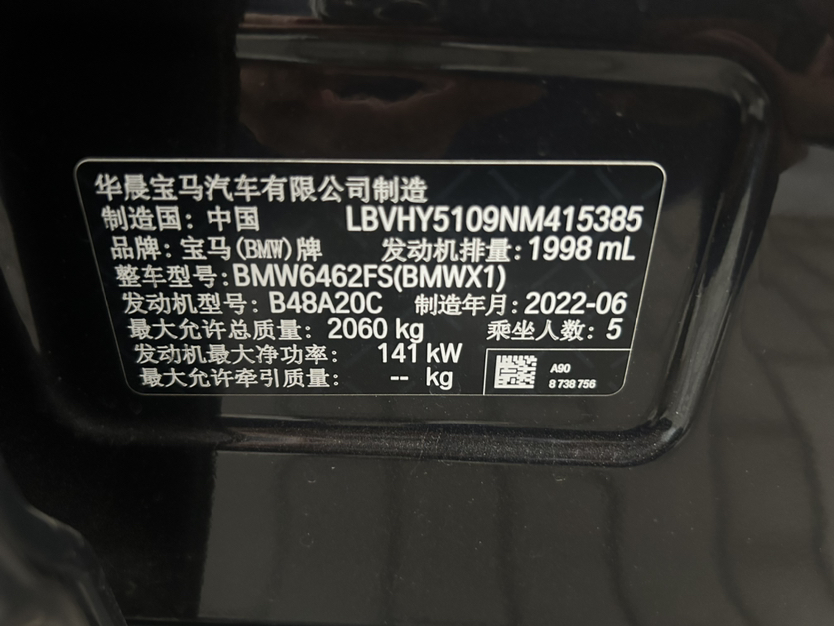 华晨宝马汽车有限公司制造
制造国：中国 LBVHY5109NM415385
品牌：宝马(BMW)牌 发动机排量：1998 mL
整车型号：BMW6462FS(BMWX1)
发动机型号：B48A20C 制造年月：2022-06
最大允许总质量：2060 kg 乘坐人数：5
发动机最大净功率：141 kW
最大允许牵引质量：-- kg
A90
8 738 756